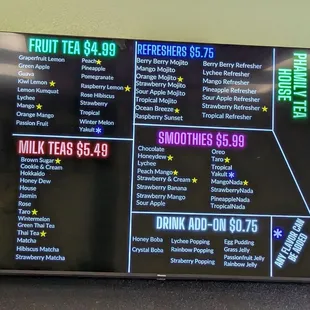 FRUIT TEA $4.99
Grapefruit Lemon
Green Apple
Guava
Kiwi Lemon
Lemon Kumquat
Lychee
Mango
Orange Mango
Passion Fruit
Peach
Pineapple
Pomegranate
Raspberry Lemon
Rose Hibiscus
Strawberry
Tropical
Winter Melon
Yakult
MILK TEAS $5.49
Brown Sugar
Cookie & Cream
Hokkaido
Honey Dew
House
Jasmin
Rose
Taro
Wintermelon
Green Thai Tea
Thai Tea
Matcha
Hibiscus Matcha
Strawberry Matcha
REFRESHERS $5.75
Berry Berry Mojito
Mango Mojito
Orange Mojito
Strawberry Mojito
Tropical Mojito
Ocean Breeze
Raspberry Sunset
Berry Berry Refresher
Lychee Refresher
Mango Refresher
Pineapple Refresher
Sour Apple Refresher
Strawberry Refresher
Tropical Refresher
SMOOTHIES $5.99
Chocolate
Honeydew
Lychee
Peach Mango
Strawberry & Cream
Strawberry Banana
Strawberry Mango
Sour Apple
Oreo
Taro
Tropical
Yakult
MangoNada
StrawberryNada
PineappleNada
TropicalNada
DRINK ADD-ON $0.75
Honey Boba
Crystal Boba
Lychee Popping
Rainbow Popping
Straberry Popping
Egg Pudding
Grass Jelly
Passionfruit Jelly
Rainbow Jelly
PHAMILY TEA
HOUSE
* ANY FLAVOR CAN
BE ADDED